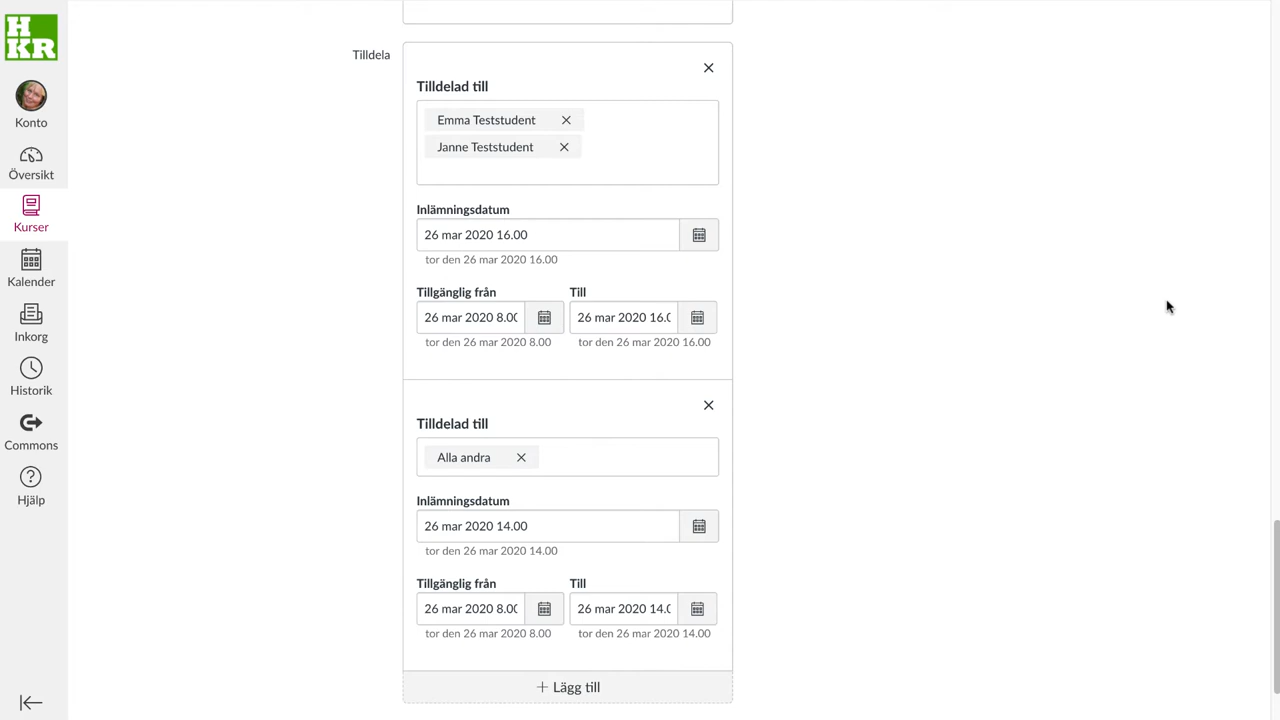 HKR
Konto
Översikt
Kurser
Kalender
Inkorg
Historik
Commons
Hjälp
Tilldela
Tilldelad till
Emma Teststudent
Janne Teststudent
Inlämningsdatum
26 mar 2020 16.00
tor den 26 mar 2020 16.00
Tillgänglig från Till
26 mar 2020 8.00 26 mar 2020 16.0
tor den 26 mar 2020 8.00 tor den 26 mar 2020 16.00
Tilldelad till
Alla andra
Inlämningsdatum
26 mar 2020 14.00
tor den 26 mar 2020 14.00
Tillgänglig från Till
26 mar 2020 8.00 26 mar 2020 14.0
tor den 26 mar 2020 8.00 tor den 26 mar 2020 14.00
+ Lägg till